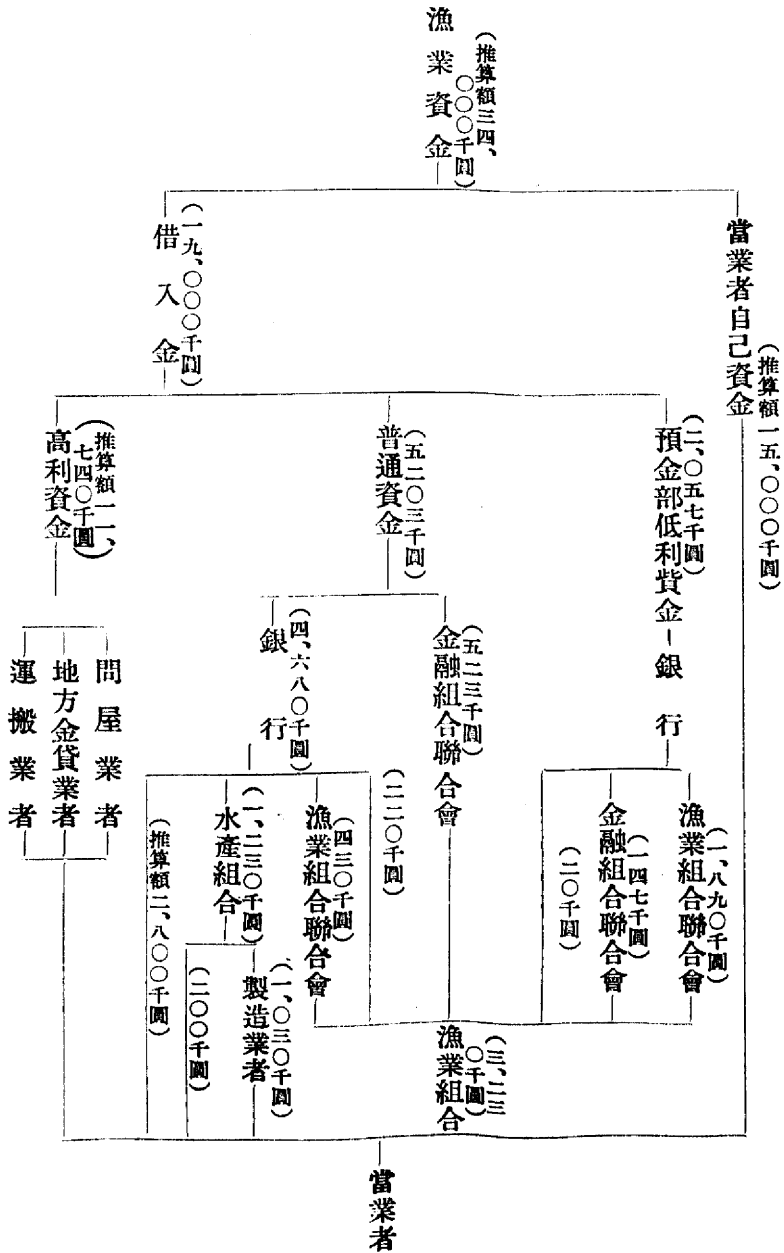 漁業資金
（推算額三四、
〇〇〇千圓）
當業者自己資金
（推算額一五、〇〇〇千圓）
借入金
（一九、〇〇〇千圓）
預金部低利資金
（二、〇五七千圓）
銀行
漁業組合聯合會
（一、八九〇千圓）
金融組合聯合會
（一四七千圓）
（二〇千圓）
普通資金
（五二〇三千圓）
金融組合聯合會
（五二三千圓）
銀行
（四、六八〇千圓）
（二二〇千圓）
漁業組合聯合會
（四三〇千圓）
水產組合
（一、二三〇千圓）
製造業者
（一、〇三〇千圓）
（二〇〇千圓）
（推算額二、八〇〇千圓）
高利資金
（推算額一一、
七四〇千圓）
問屋業者
地方金貸業者
運搬業者
漁業組合
（三、二三
〇千圓）
當業者